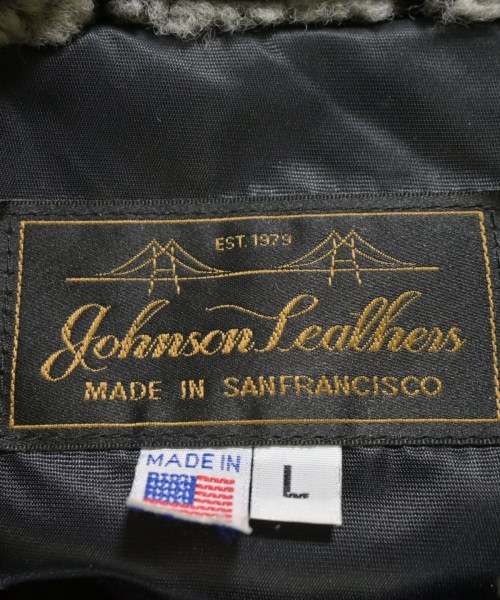 EST. 1979
Johnson Leathers
MADE IN SANFRANCISCO
MADE IN
L